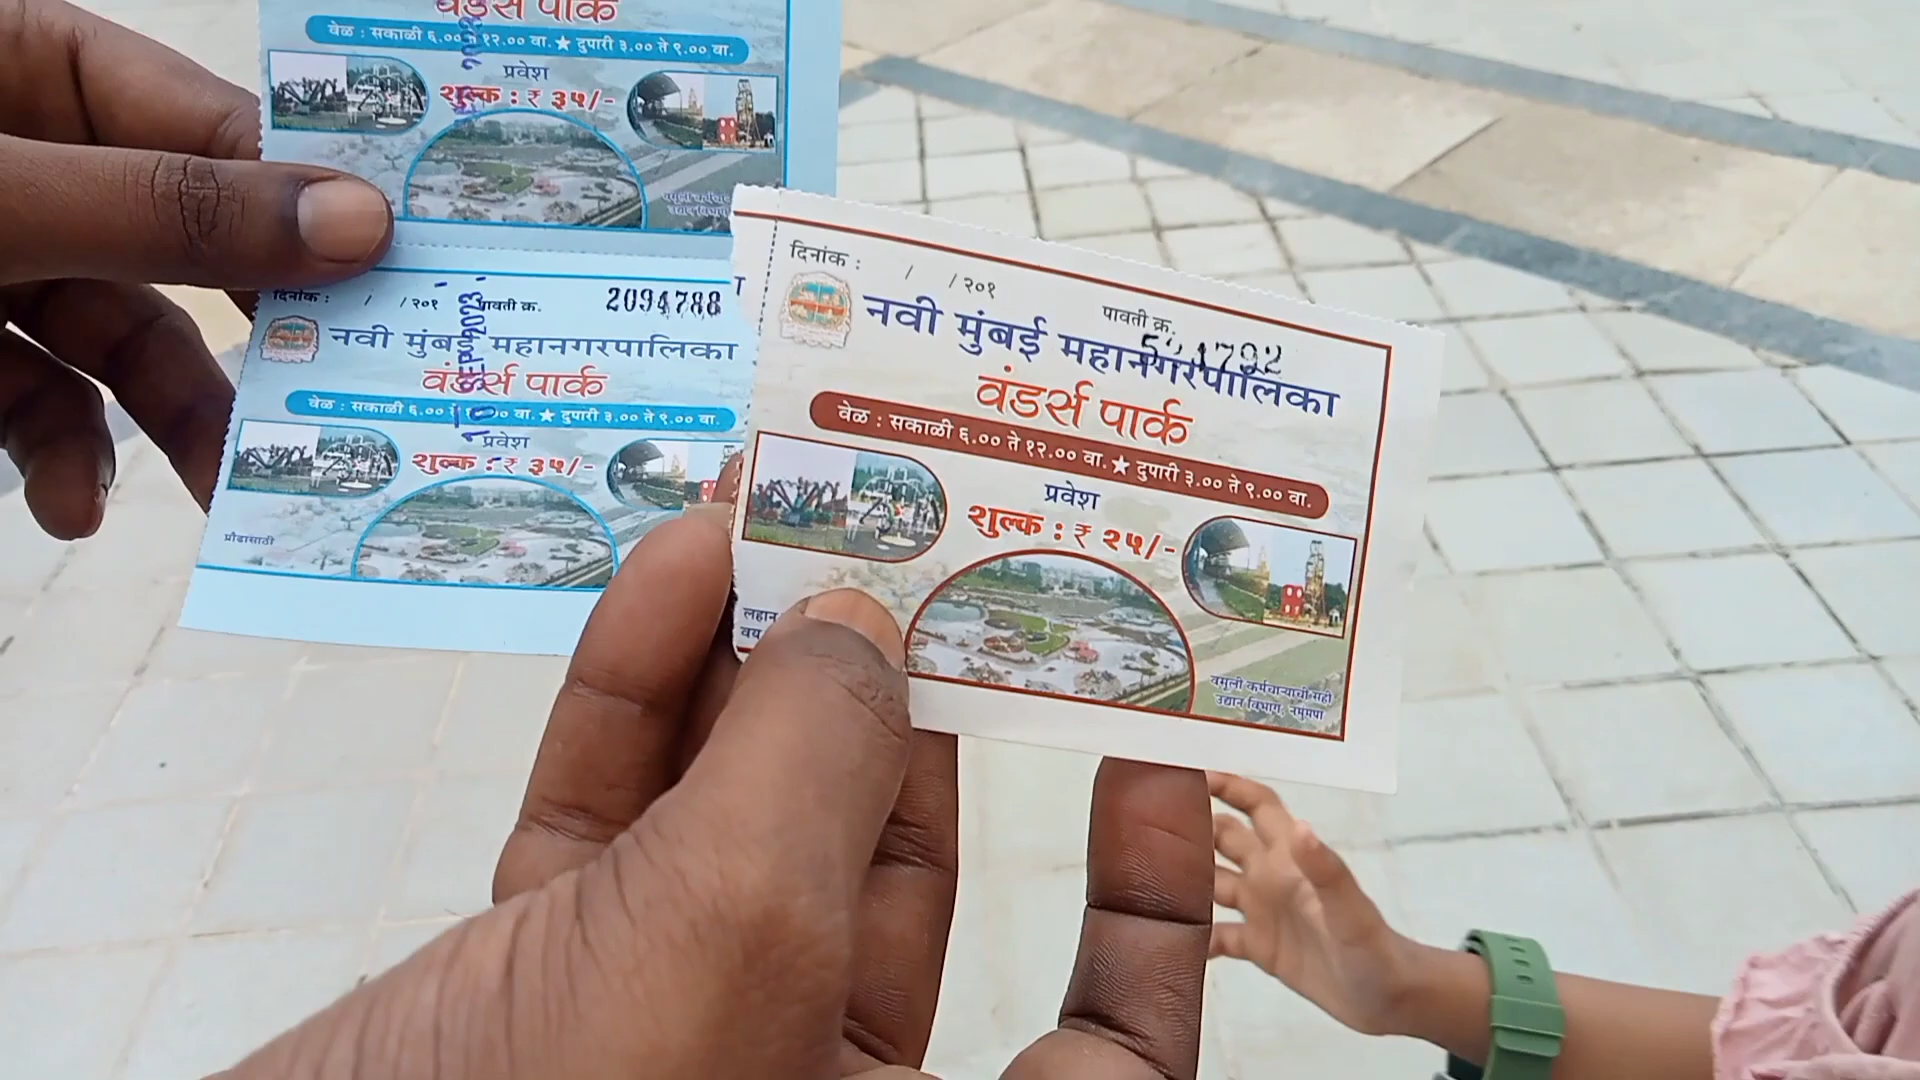 वंडर्स पार्क
वेळ : सकाळी ६.०० ते १२.०० वा. ★ दुपारी ३.०० ते ९.०० वा.
प्रवेश
शुल्क : ₹ ३५/-
दिनांक : / /२०१ पावती क्र. 2094788
नवी मुंबई महानगरपालिका
वंडर्स पार्क
वेळ : सकाळी ६.०० वा. ★ दुपारी ३.०० ते ९.०० वा.
प्रवेश
शुल्क : ₹ ३५/-
प्रौढासाठी
दिनांक : / /२०१
पावती क्र.
नवी मुंबई महानगरपालिका
वंडर्स पार्क
वेळ : सकाळी ६.०० ते १२.०० वा. ★ दुपारी ३.०० ते ९.०० वा.
प्रवेश
शुल्क : ₹ २५/-
लहान
वय
वसूली कर्मचाऱ्याची सही
उद्यान विभाग, नमुंमपा